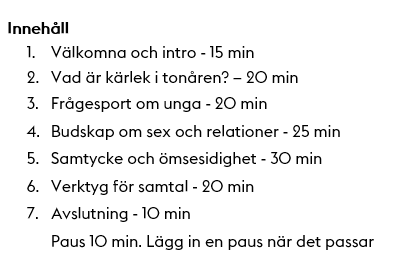 Innehåll
1. Välkomna och intro - 15 min
2. Vad är kärlek i tonåren? – 20 min
3. Frågesport om unga - 20 min
4. Budskap om sex och relationer - 25 min
5. Samtycke och ömsesidighet - 30 min
6. Verktyg för samtal - 20 min
7. Avslutning - 10 min
Paus 10 min. Lägg in en paus när det passar